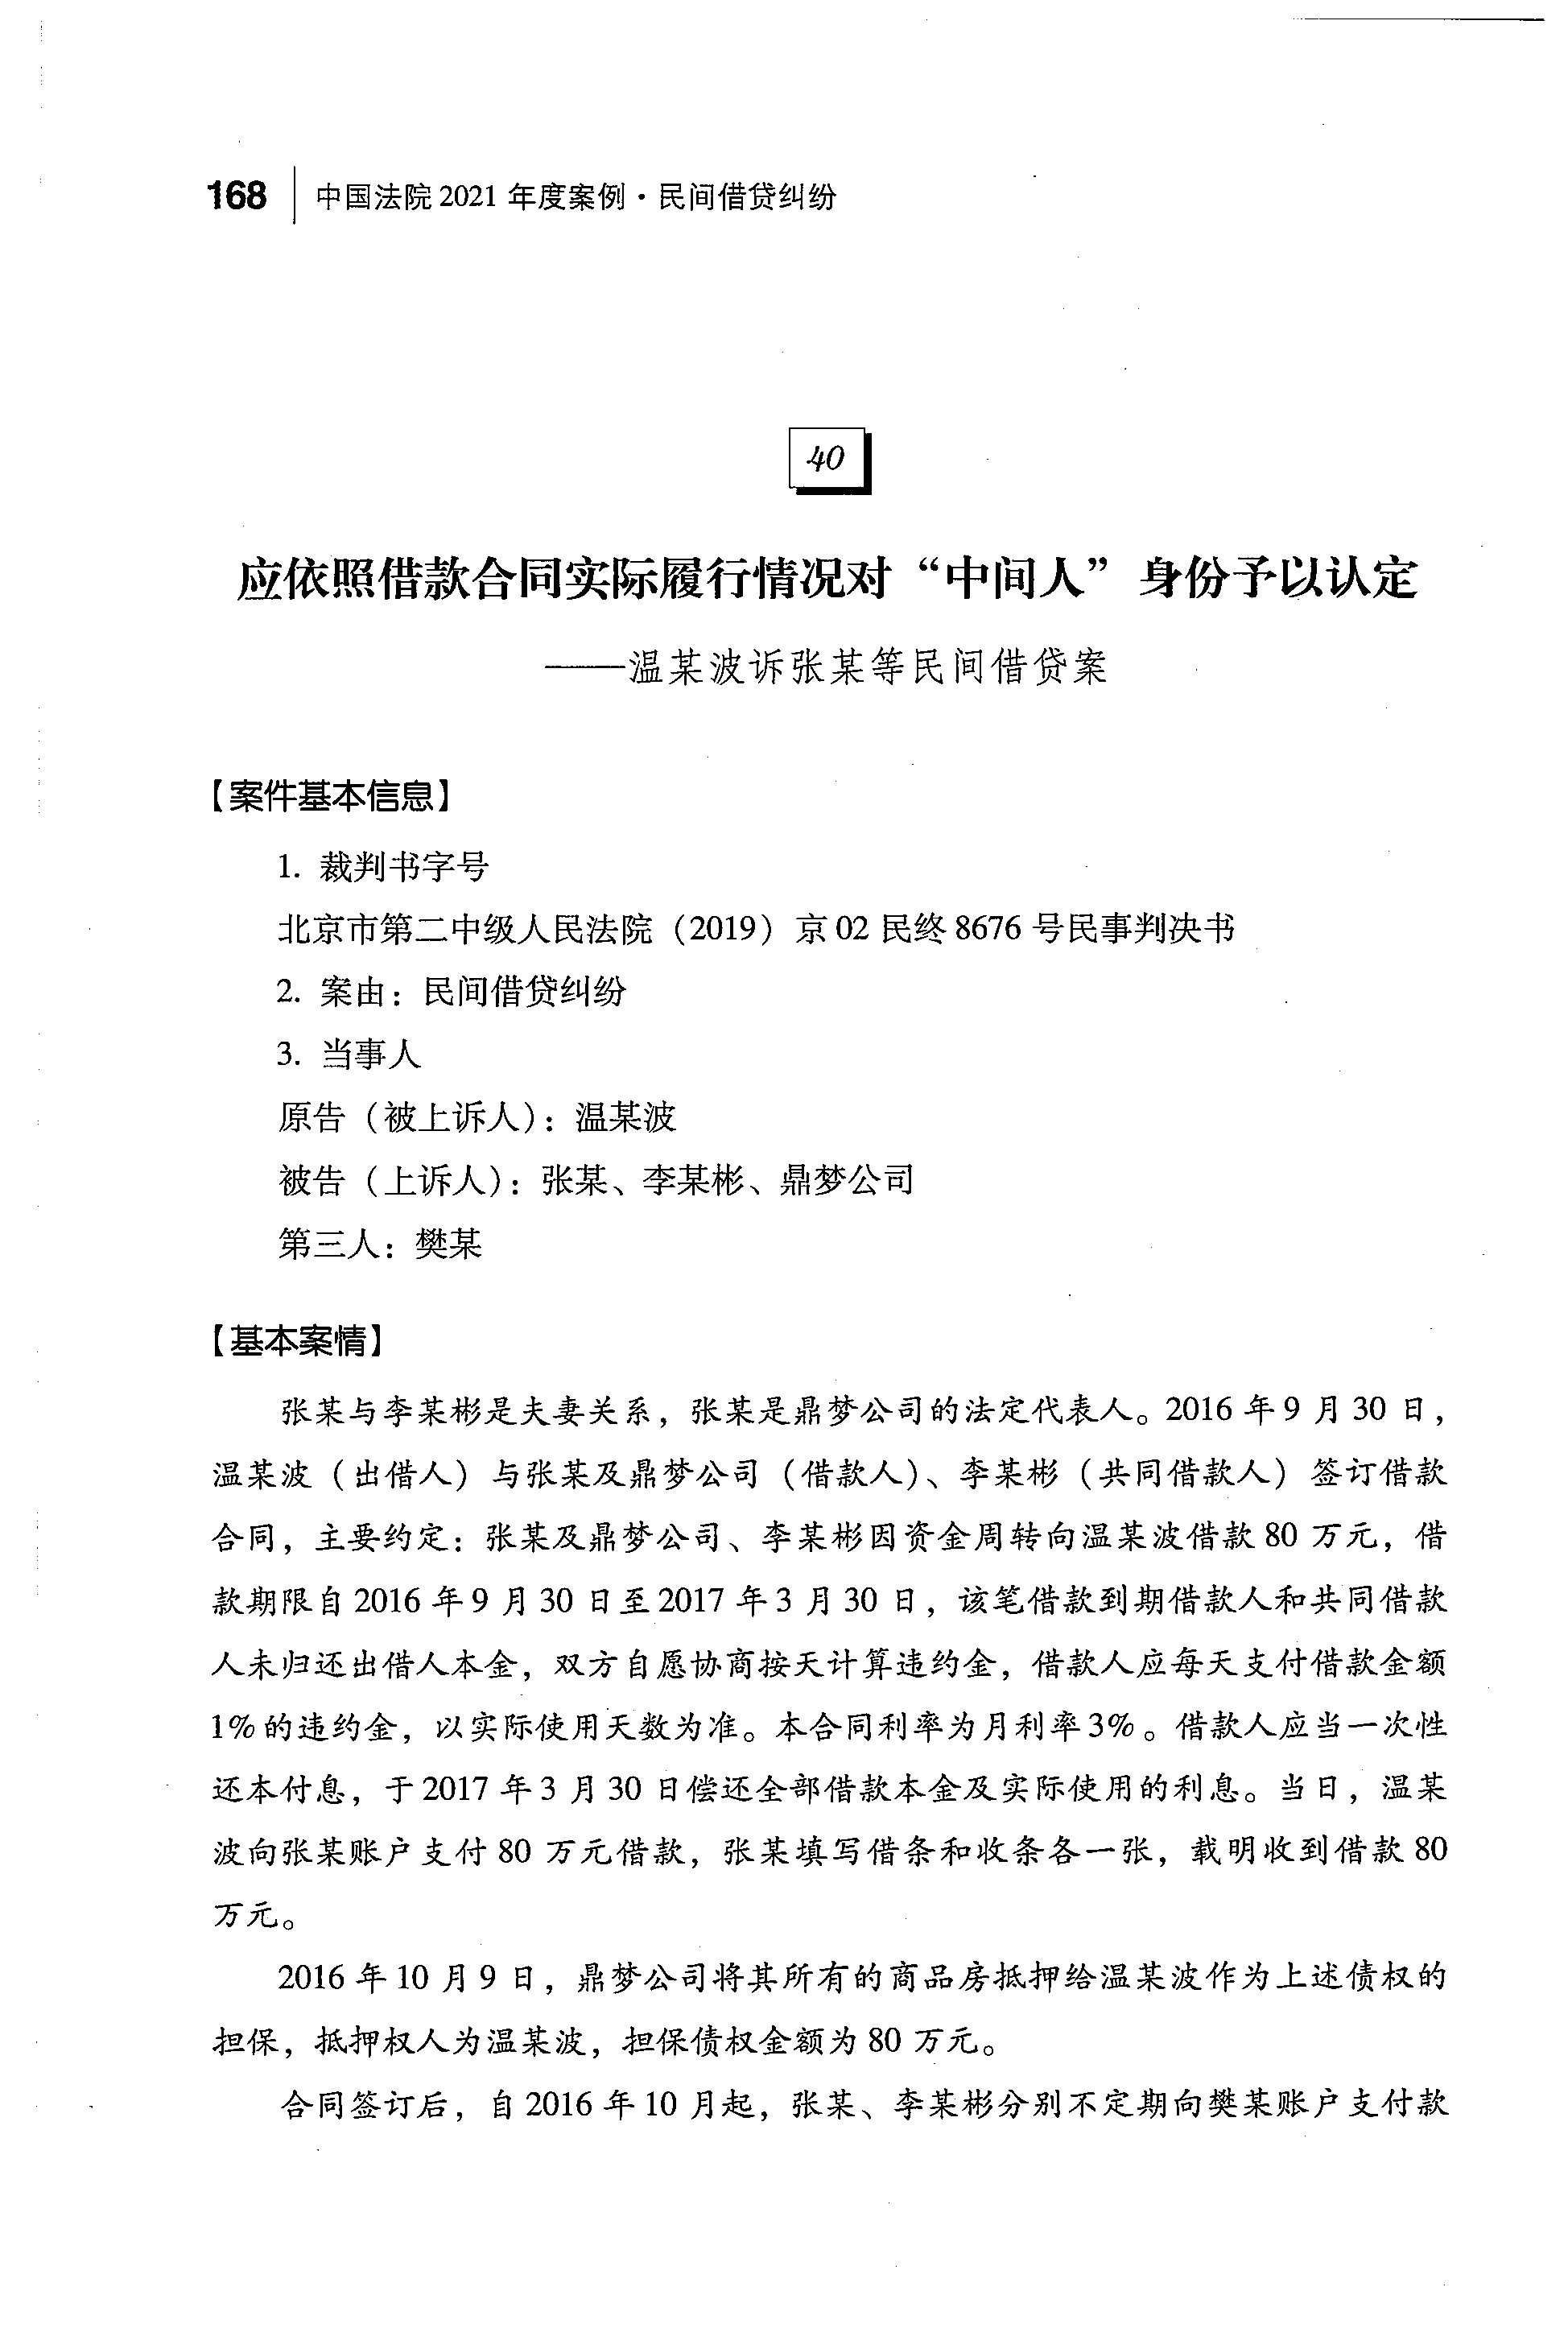 168 中国法院 2021 年度案例·民间借贷纠纷
40
应依照借款合同实际履行情况对“中间人”身份予以认定
——温某波诉张某等民间借贷案
【案件基本信息】
1. 裁判书字号
北京市第二中级人民法院（2019）京 02 民终 8676 号民事判决书
2. 案由：民间借贷纠纷
3. 当事人
原告（被上诉人）：温某波
被告（上诉人）：张某、李某彬、鼎梦公司
第三人：樊某
【基本案情】
张某与李某彬是夫妻关系，张某是鼎梦公司的法定代表人。2016 年 9 月 30 日，
温某波（出借人）与张某及鼎梦公司（借款人）、李某彬（共同借款人）签订借款
合同，主要约定：张某及鼎梦公司、李某彬因资金周转向温某波借款 80 万元，借
款期限自 2016 年 9 月 30 日至 2017 年 3 月 30 日，该笔借款到期借款人和共同借款
人未归还出借人本金，双方自愿协商按天计算违约金，借款人应每天支付借款金额
1%的违约金，以实际使用天数为准。本合同利率为月利率 3%。借款人应当一次性
还本付息，于 2017 年 3 月 30 日偿还全部借款本金及实际使用的利息。当日，温某
波向张某账户支付 80 万元借款，张某填写借条和收条各一张，载明收到借款 80
万元。
2016 年 10 月 9 日，鼎梦公司将其所有的商品房抵押给温某波作为上述债权的
担保，抵押权人为温某波，担保债权金额为 80 万元。
合同签订后，自 2016 年 10 月起，张某、李某彬分别不定期向樊某账户支付款